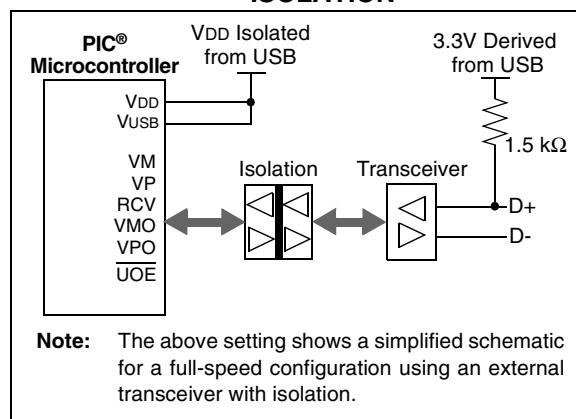 ISOLATION
PIC®
Microcontroller
VDD Isolated
from USB
3.3V Derived
from USB
VDD
VUSB
1.5 kΩ
VM
VP
RCV
VMO
VPO
UOE
Isolation
Transceiver
D+
D-
Note: The above setting shows a simplified schematic
for a full-speed configuration using an external
transceiver with isolation.